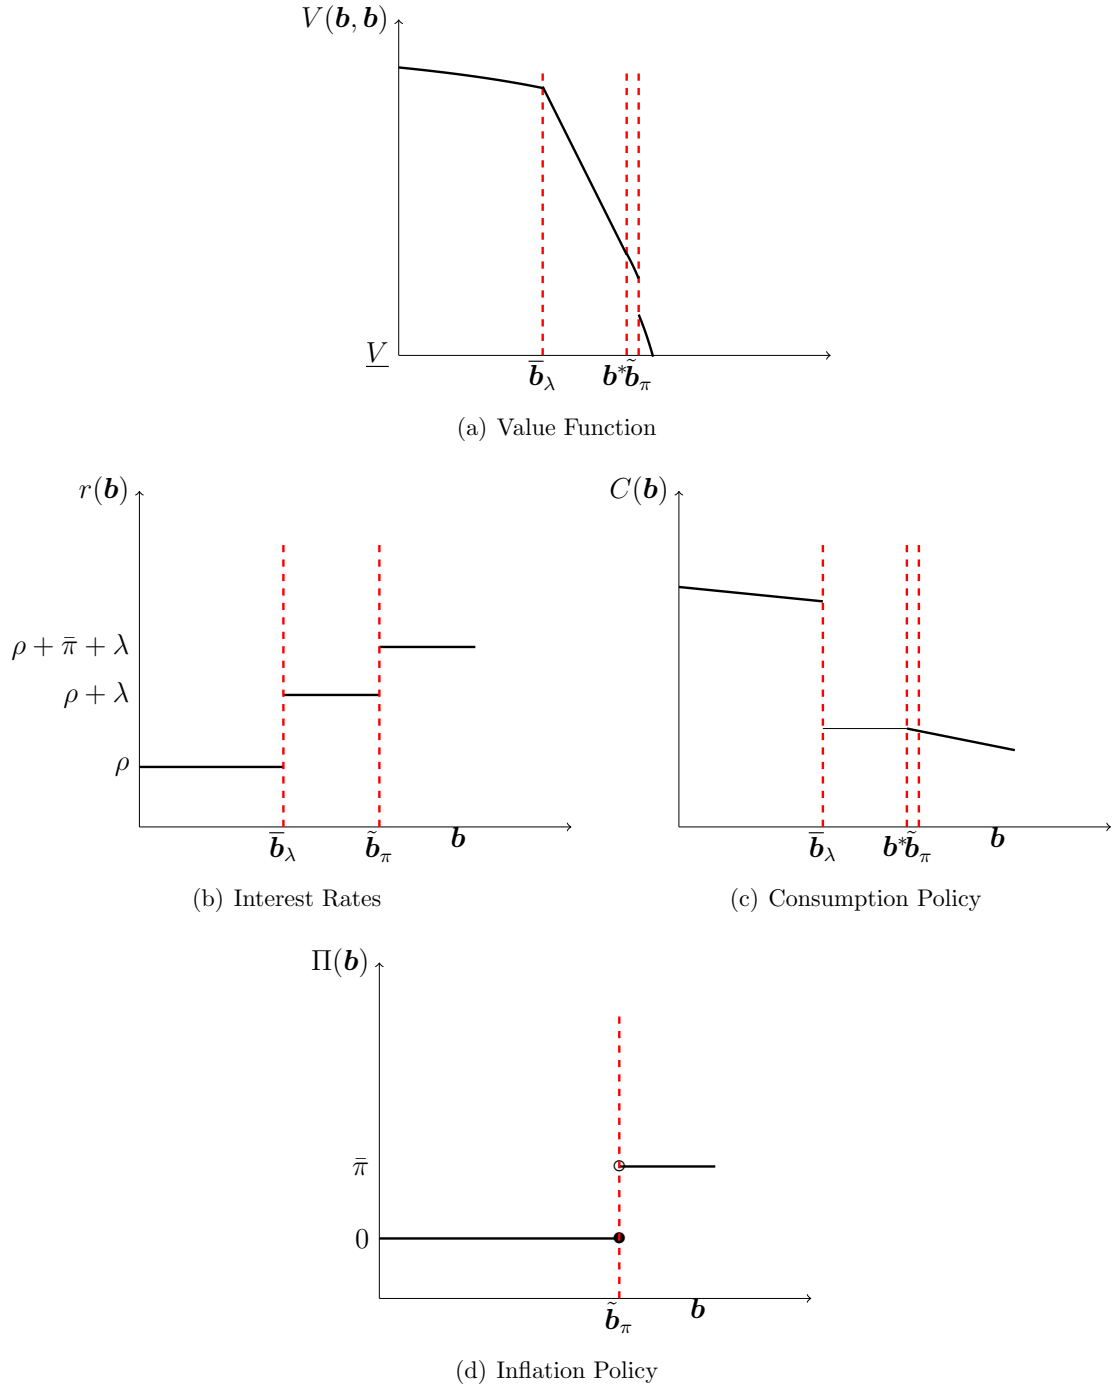 V(b, b)
V
b̅_λ b* b̃_π
(a) Value Function
r(b) C(b)
ρ + π̄ + λ
ρ + λ
ρ
b̅_λ b̃_π b b̅_λ b* b̃_π b
(b) Interest Rates (c) Consumption Policy
Π(b)
π̄
0
b̃_π b
(d) Inflation Policy